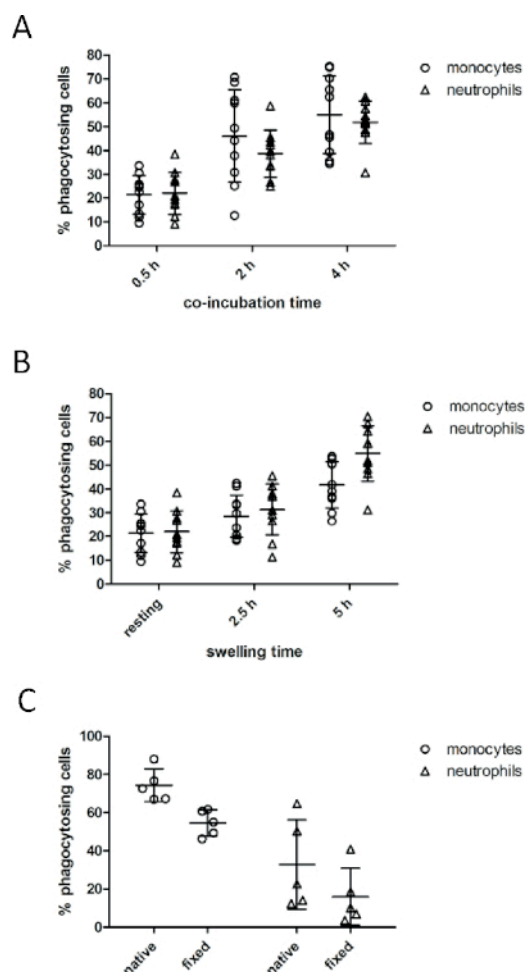 A
80
70
60
50
40
30
20
10
0
% phagocytosing cells
0.5 h
2 h
4 h
co-incubation time
monocytes
neutrophils
B
80
70
60
50
40
30
20
10
0
% phagocytosing cells
resting
2.5 h
5 h
swelling time
monocytes
neutrophils
C
100
80
60
40
20
0
% phagocytosing cells
native
fixed
native
fixed
monocytes
neutrophils